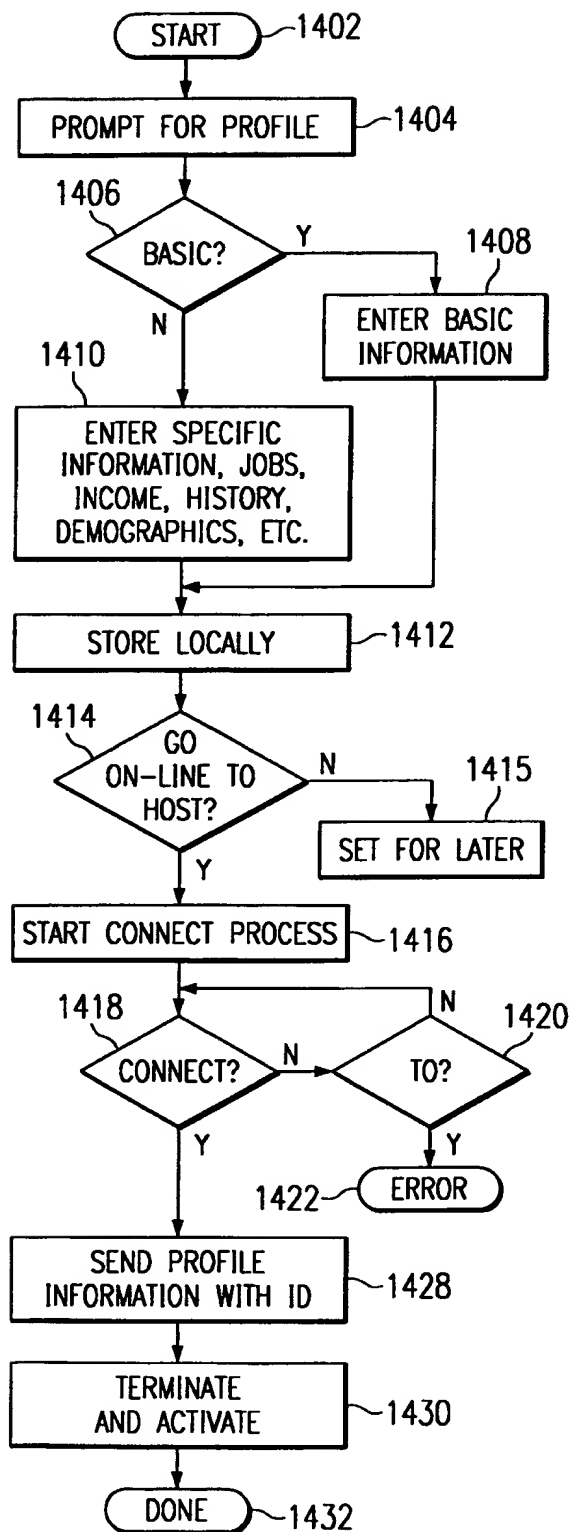 START
1402
PROMPT FOR PROFILE
1404
1406
BASIC?
Y
N
1408
ENTER BASIC
INFORMATION
1410
ENTER SPECIFIC
INFORMATION, JOBS,
INCOME, HISTORY,
DEMOGRAPHICS, ETC.
STORE LOCALLY
1412
1414
GO
ON-LINE TO
HOST?
N
Y
1415
SET FOR LATER
START CONNECT PROCESS
1416
1418
CONNECT?
N
Y
N
1420
TO?
Y
1422
ERROR
SEND PROFILE
INFORMATION WITH ID
1428
TERMINATE
AND ACTIVATE
1430
DONE
1432